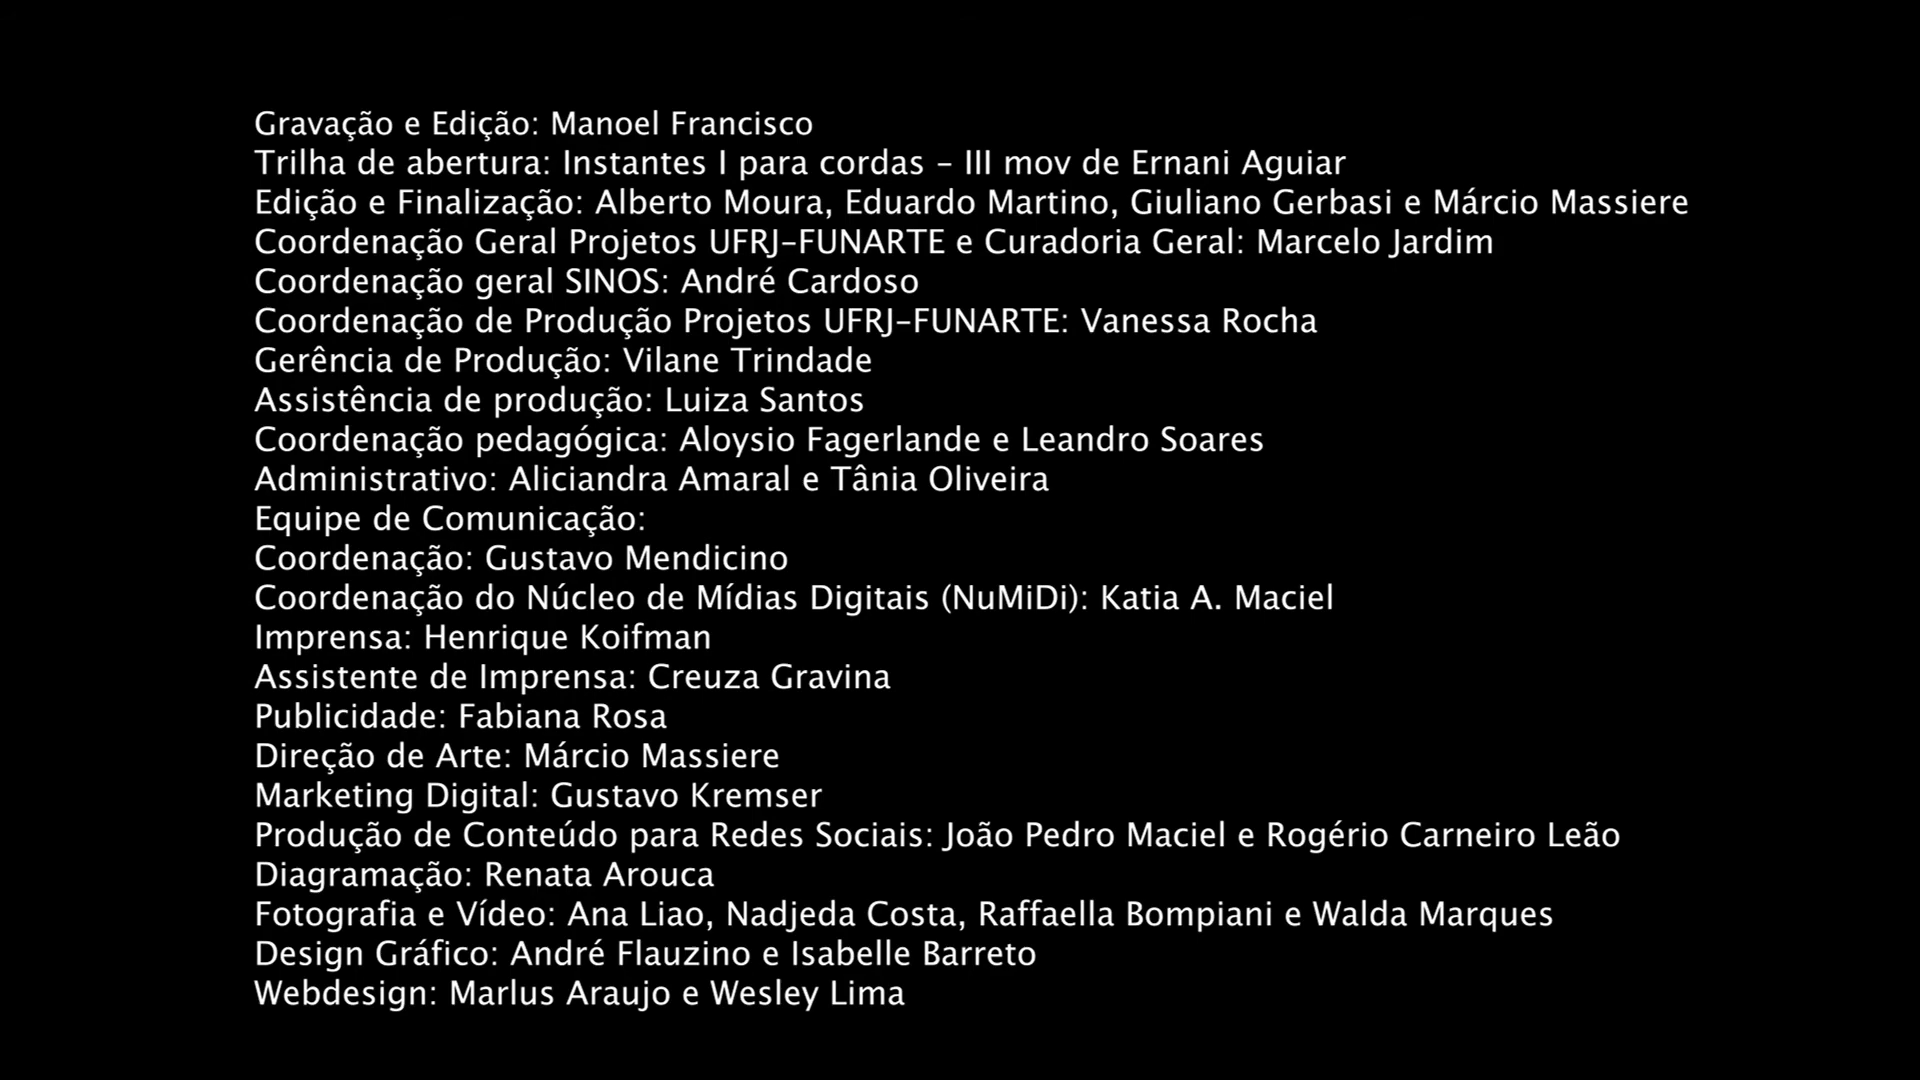 Gravação e Edição: Manoel Francisco
Trilha de abertura: Instantes I para cordas – III mov de Ernani Aguiar
Edição e Finalização: Alberto Moura, Eduardo Martino, Giuliano Gerbasi e Márcio Massiere
Coordenação Geral Projetos UFRJ–FUNARTE e Curadoria Geral: Marcelo Jardim
Coordenação geral SINOS: André Cardoso
Coordenação de Produção Projetos UFRJ–FUNARTE: Vanessa Rocha
Gerência de Produção: Vilane Trindade
Assistência de produção: Luiza Santos
Coordenação pedagógica: Aloysio Fagerlande e Leandro Soares
Administrativo: Aliciandra Amaral e Tânia Oliveira
Equipe de Comunicação:
Coordenação: Gustavo Mendicino
Coordenação do Núcleo de Mídias Digitais (NuMiDi): Katia A. Maciel
Imprensa: Henrique Koifman
Assistente de Imprensa: Creuza Gravina
Publicidade: Fabiana Rosa
Direção de Arte: Márcio Massiere
Marketing Digital: Gustavo Kremser
Produção de Conteúdo para Redes Sociais: João Pedro Maciel e Rogério Carneiro Leão
Diagramação: Renata Arouca
Fotografia e Vídeo: Ana Liao, Nadjeda Costa, Raffaella Bompiani e Walda Marques
Design Gráfico: André Flauzino e Isabelle Barreto
Webdesign: Marlus Araujo e Wesley Lima